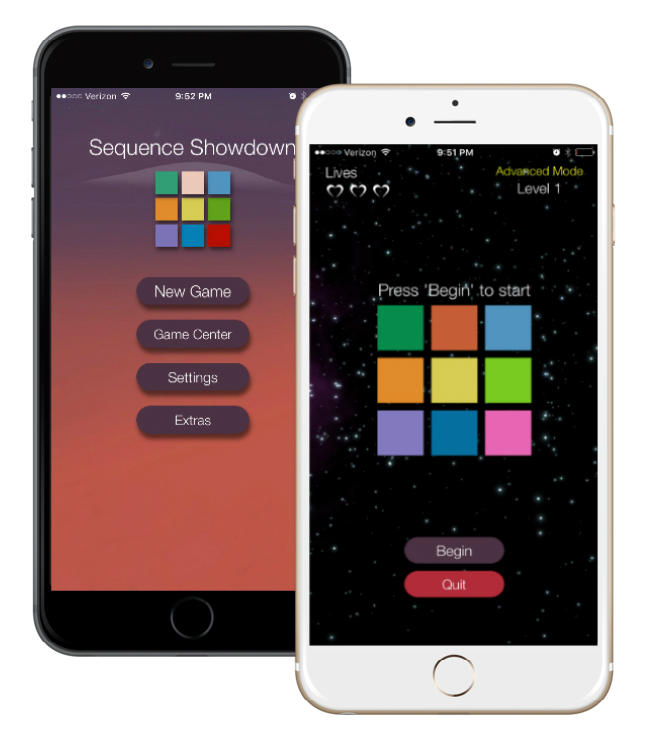 Verizon 9:52 PM
Sequence Showdown
New Game
Game Center
Settings
Extras
Verizon 9:51 PM
Lives
Advanced Mode
Level 1
Press 'Begin' to start
Begin
Quit